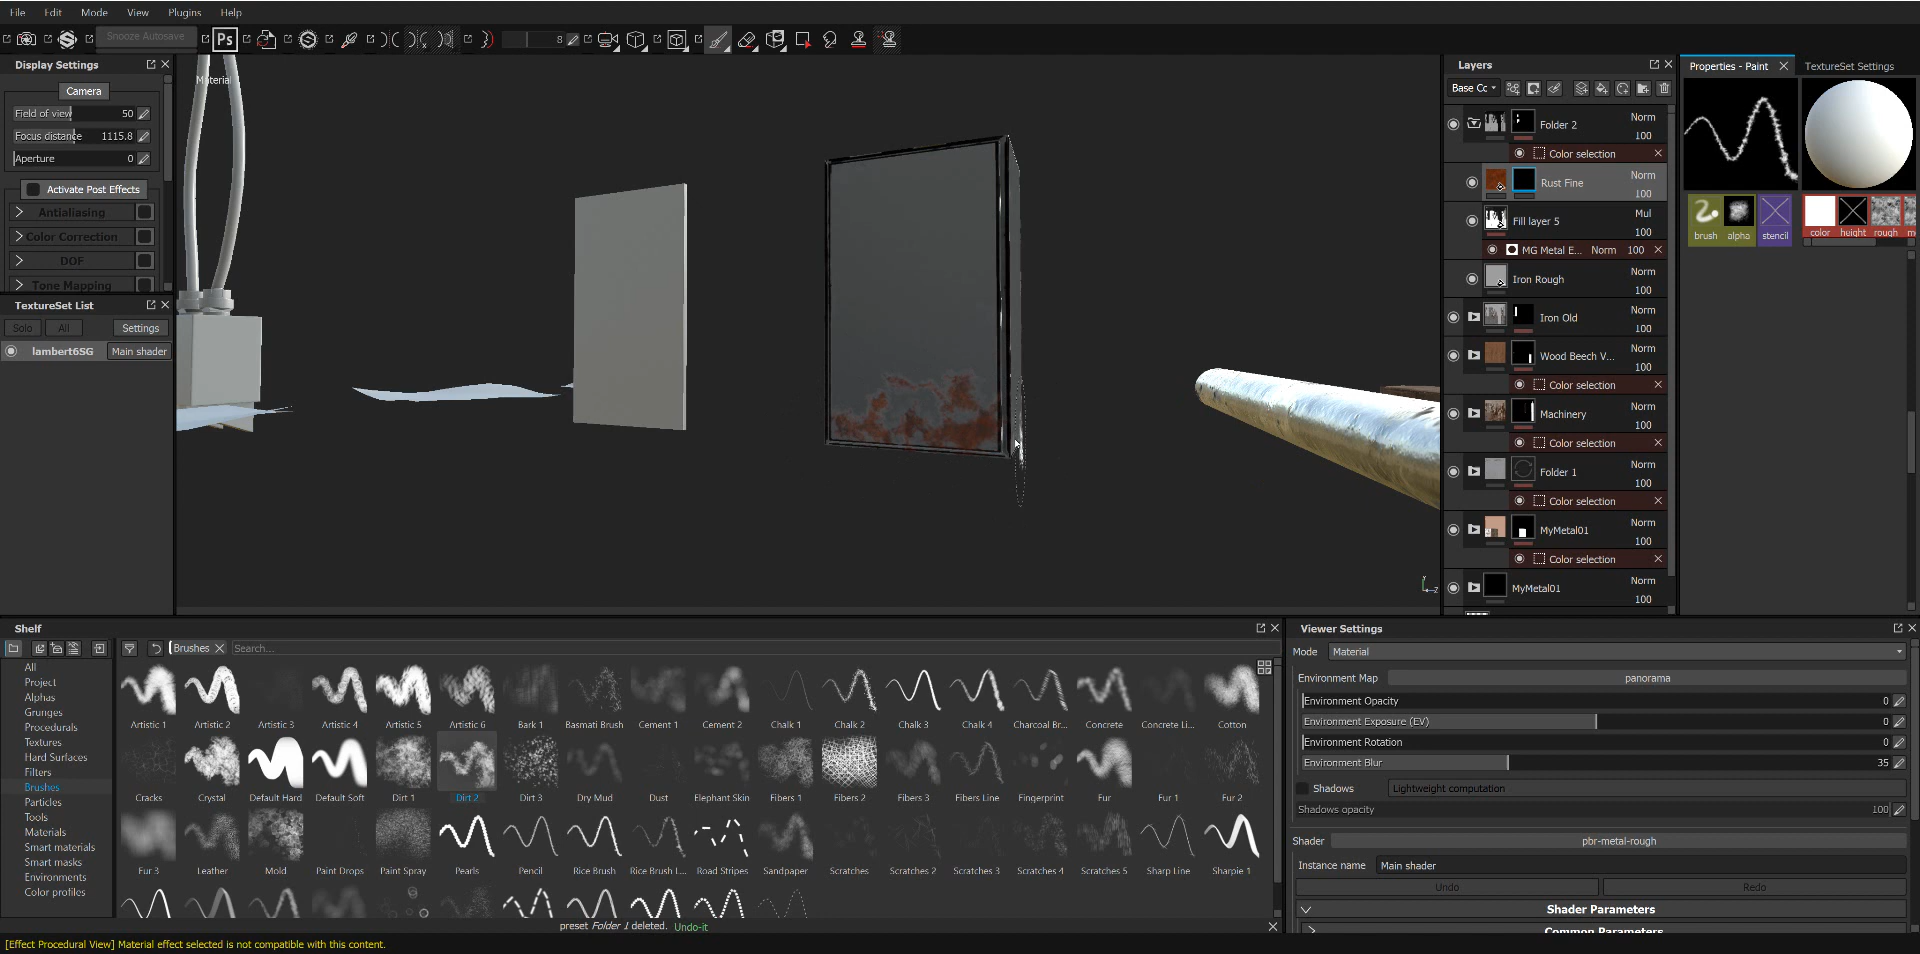 File Edit Mode View Plugins Help
Snooze Autosave Ps 8
Display Settings
Camera
Field of view 50
Focus distance 1115.8
Aperture 0
Activate Post Effects
Antialiasing
Color Correction
DOF
Tone Mapping
TextureSet List
Solo All Settings
lambert6SG Main shader
Material
Y
Z
Layers
Base Cc
Folder 2 Norm 100
Color selection
Rust Fine Norm 100
Fill layer 5 Mul 100
MG Metal E... Norm 100
Iron Rough Norm 100
Iron Old Norm 100
Wood Beech V... Norm 100
Color selection
Machinery Norm 100
Color selection
Folder 1 Norm 100
Color selection
MyMetal01 Norm 100
Color selection
MyMetal01 Norm 100
Properties - Paint TextureSet Settings
brush alpha stencil color height rough m
Shelf
Brushes Search...
All
Project
Alphas
Grunges
Procedurals
Textures
Hard Surfaces
Filters
Brushes
Particles
Tools
Materials
Smart materials
Smart masks
Environments
Color profiles
Artistic 1 Artistic 2 Artistic 3 Artistic 4 Artistic 5 Artistic 6 Bark 1 Basmati Brush Cement 1 Cement 2 Chalk 1 Chalk 2 Chalk 3 Chalk 4 Charcoal Br... Concrete Concrete Li... Cotton
Cracks Crystal Default Hard Default Soft Dirt 1 Dirt 2 Dirt 3 Dry Mud Dust Elephant Skin Fibers 1 Fibers 2 Fibers 3 Fibers Line Fingerprint Fur Fur 1 Fur 2
Fur 3 Leather Mold Paint Drops Paint Spray Pearls Pencil Rice Brush Rice Brush L... Road Stripes Sandpaper Scratches Scratches 2 Scratches 3 Scratches 4 Scratches 5 Sharp Line Sharpie 1
preset Folder 1 deleted. Undo-it
Viewer Settings
Mode Material
Environment Map panorama
Environment Opacity 0
Environment Exposure (EV) 0
Environment Rotation 0
Environment Blur 35
Shadows Lightweight computation
Shadows opacity 100
Shader pbr-metal-rough
Instance name Main shader
Undo Redo
Shader Parameters
Common Parameters
[Effect Procedural View] Material effect selected is not compatible with this content.